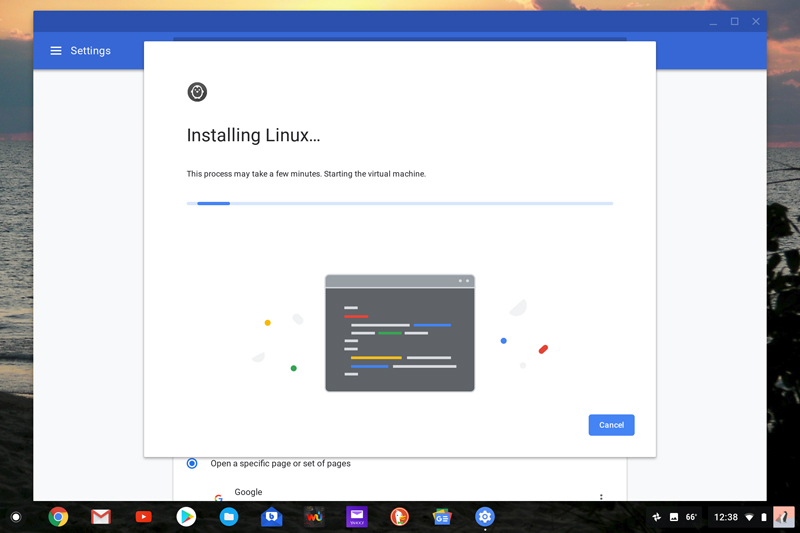 Settings
Installing Linux...
This process may take a few minutes. Starting the virtual machine.
Cancel
Open a specific page or set of pages
Google
66°
12:38